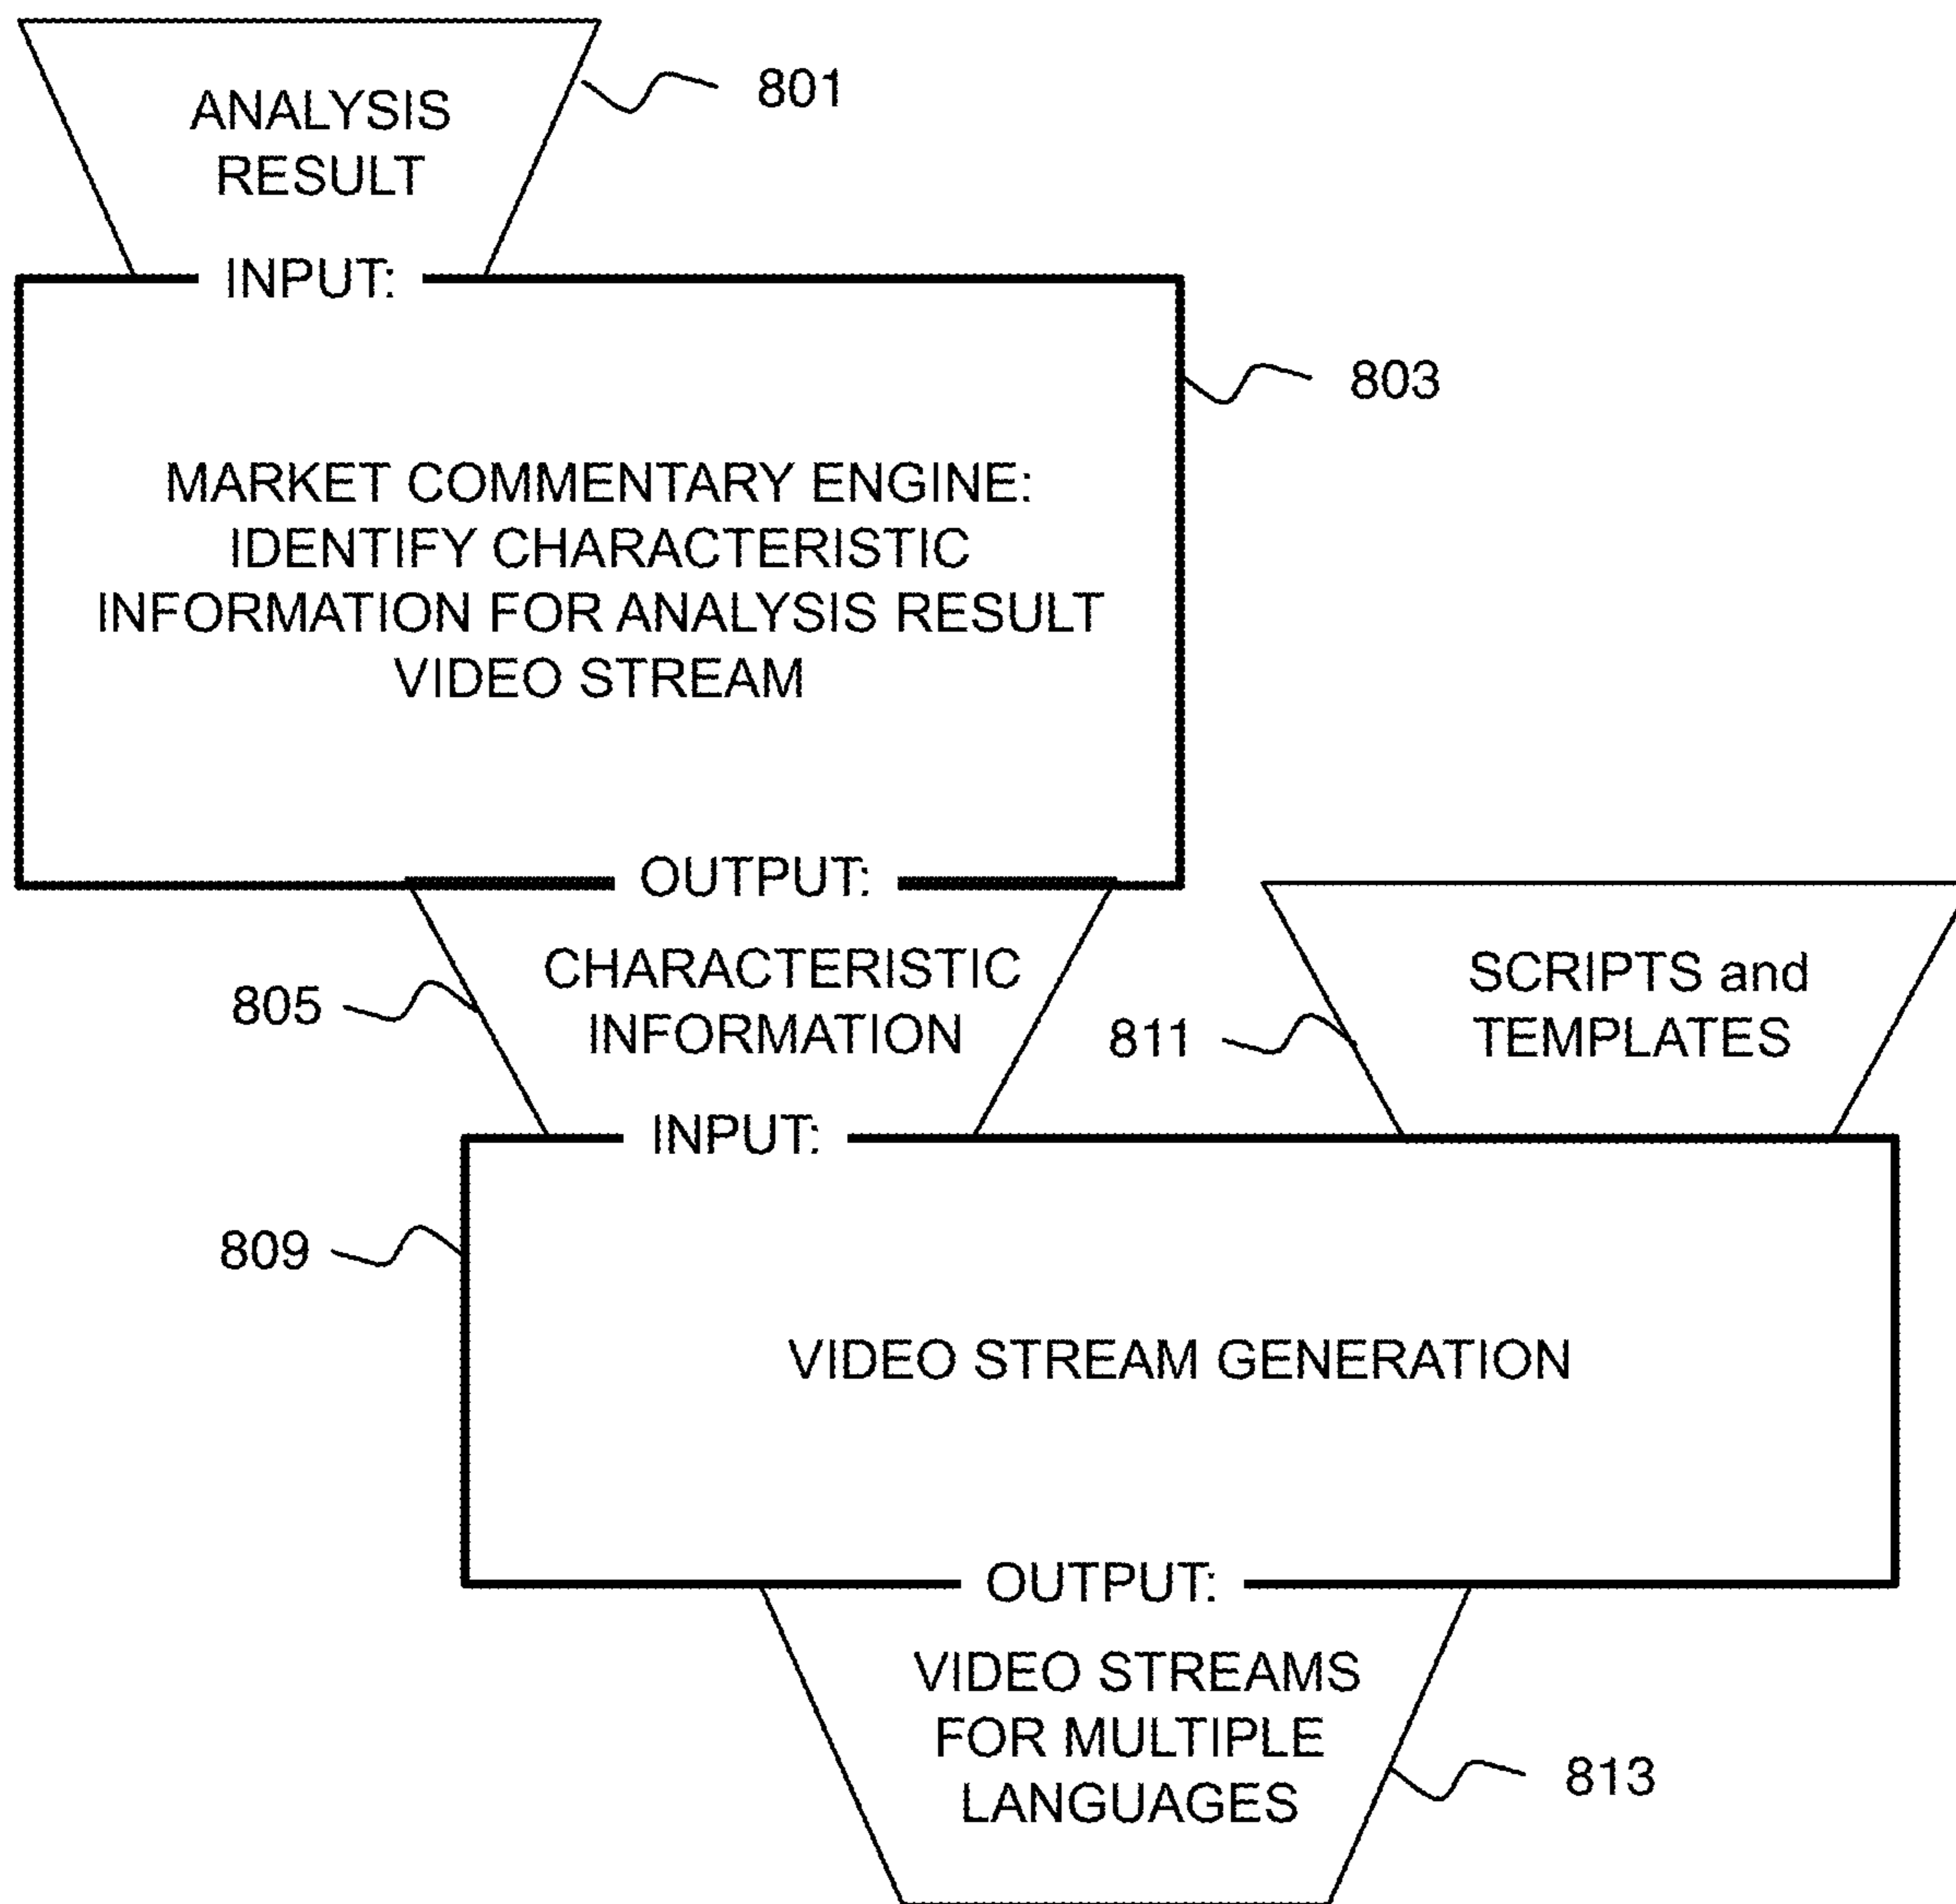 ANALYSIS
RESULT
801
INPUT:
803
MARKET COMMENTARY ENGINE:
IDENTIFY CHARACTERISTIC
INFORMATION FOR ANALYSIS RESULT
VIDEO STREAM
OUTPUT:
CHARACTERISTIC
INFORMATION
805
SCRIPTS and
TEMPLATES
811
INPUT:
809
VIDEO STREAM GENERATION
OUTPUT:
VIDEO STREAMS
FOR MULTIPLE
LANGUAGES
813